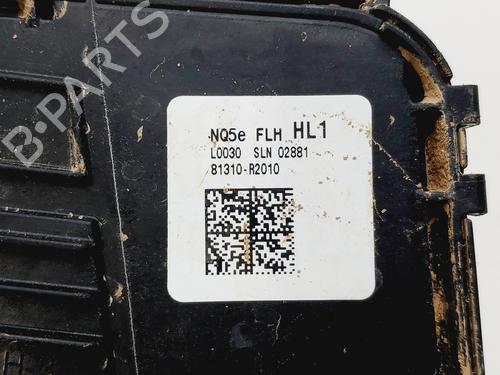 B-PARTS
NQ5e FLH HL1
L0030 SLN 02881
81310-R2010